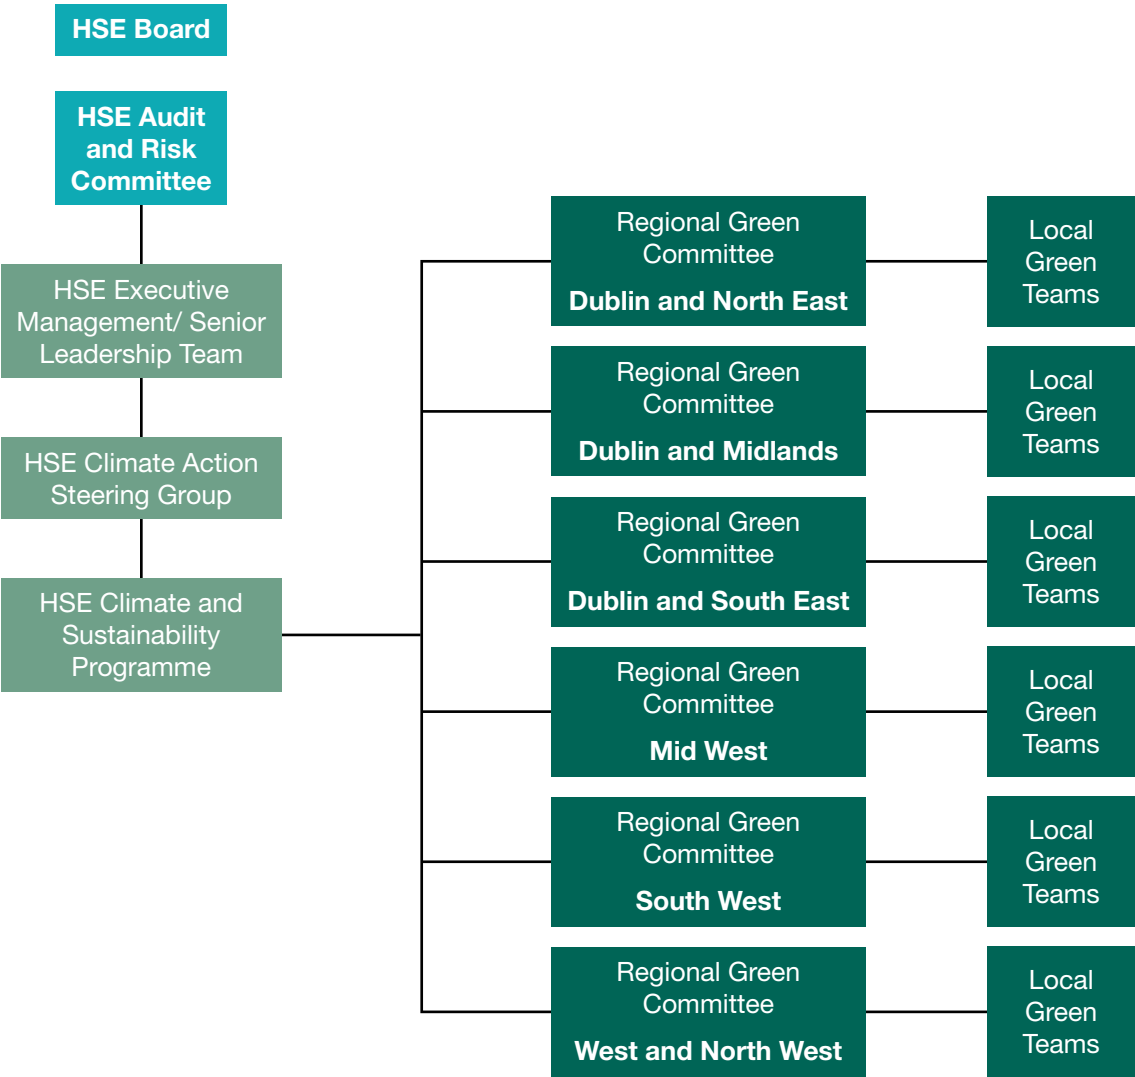 HSE Board
HSE Audit
and Risk
Committee
HSE Executive
Management/ Senior
Leadership Team
HSE Climate Action
Steering Group
HSE Climate and
Sustainability
Programme
Regional Green
Committee
Dublin and North East
Local
Green
Teams
Regional Green
Committee
Dublin and Midlands
Local
Green
Teams
Regional Green
Committee
Dublin and South East
Local
Green
Teams
Regional Green
Committee
Mid West
Local
Green
Teams
Regional Green
Committee
South West
Local
Green
Teams
Regional Green
Committee
West and North West
Local
Green
Teams